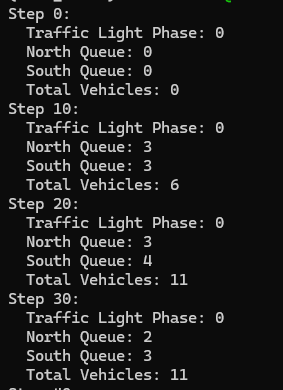 Step 0:
Traffic Light Phase: 0
North Queue: 0
South Queue: 0
Total Vehicles: 0
Step 10:
Traffic Light Phase: 0
North Queue: 3
South Queue: 3
Total Vehicles: 6
Step 20:
Traffic Light Phase: 0
North Queue: 3
South Queue: 4
Total Vehicles: 11
Step 30:
Traffic Light Phase: 0
North Queue: 2
South Queue: 3
Total Vehicles: 11